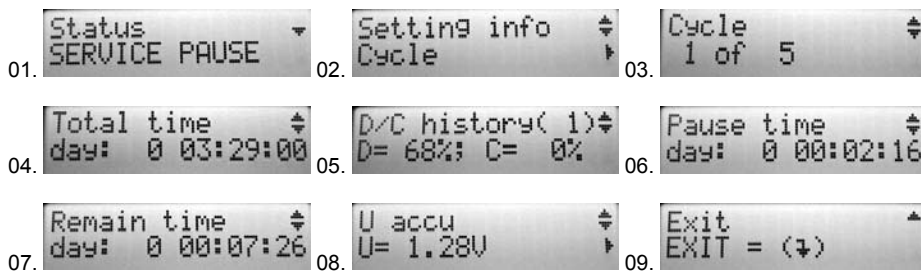 01. Status
SERVICE PAUSE
02. Setting info
Cycle
03. Cycle
1 of 5
04. Total time
day: 0 03:29:00
05. D/C history( 1)
D= 68%; C= 0%
06. Pause time
day: 0 00:02:16
07. Remain time
day: 0 00:07:26
08. U accu
U= 1.28V
09. Exit
EXIT = (↴)